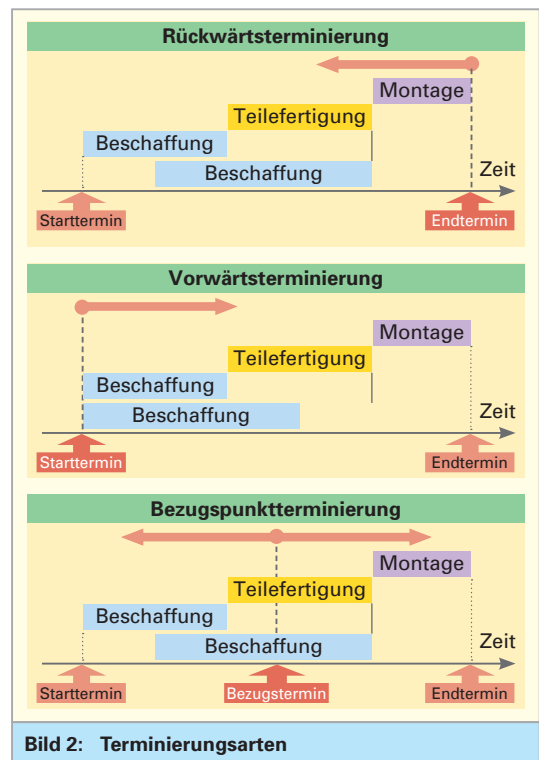 Rückwärtsterminierung
Montage
Teilefertigung
Beschaffung
Beschaffung
Zeit
Starttermin
Endtermin
Vorwärtsterminierung
Montage
Teilefertigung
Beschaffung
Beschaffung
Zeit
Starttermin
Endtermin
Bezugspunktterminierung
Montage
Teilefertigung
Beschaffung
Beschaffung
Zeit
Starttermin
Bezugstermin
Endtermin
Bild 2: Terminierungsarten